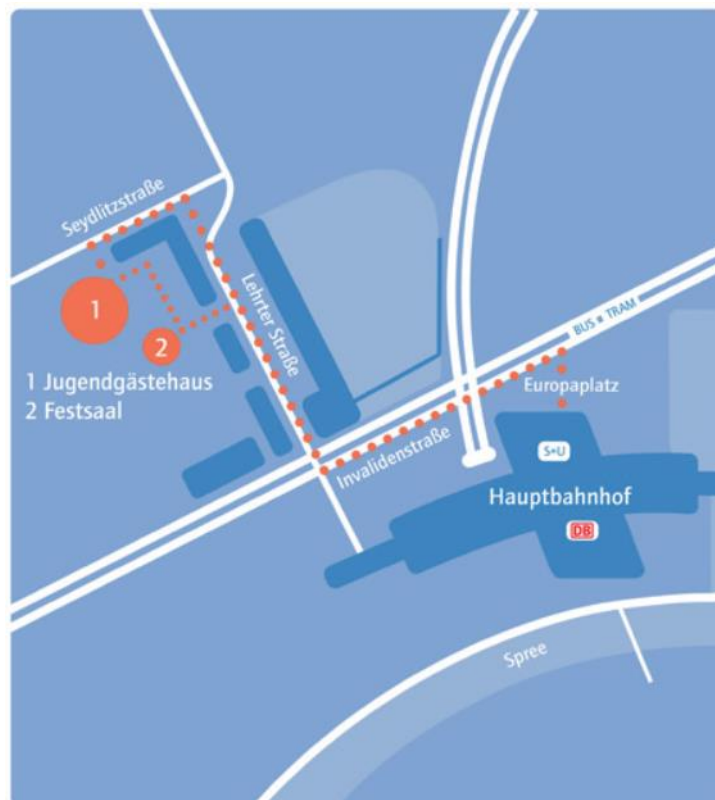 Seydlitzstraße
Lehrter Straße
1
2
1 Jugendgästehaus
2 Festsaal
BUS ▪ TRAM
Europaplatz
Invalidenstraße
S+U
Hauptbahnhof
DB
Spree